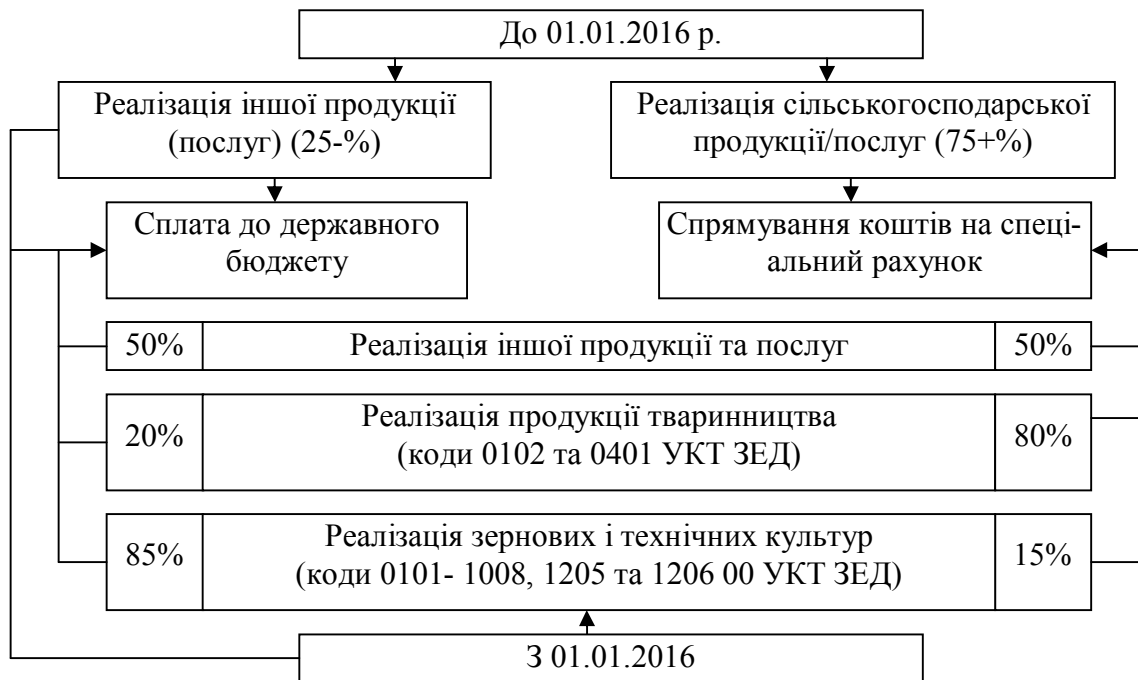 До 01.01.2016 р.
Реалізація іншої продукції
(послуг) (25-%)
Реалізація сільськогосподарської
продукції/послуг (75+%)
Сплата до державного
бюджету
Спрямування коштів на спеці-
альний рахунок
50% Реалізація іншої продукції та послуг 50%
20% Реалізація продукції тваринництва
(коди 0102 та 0401 УКТ ЗЕД) 80%
85% Реалізація зернових і технічних культур
(коди 0101- 1008, 1205 та 1206 00 УКТ ЗЕД) 15%
З 01.01.2016